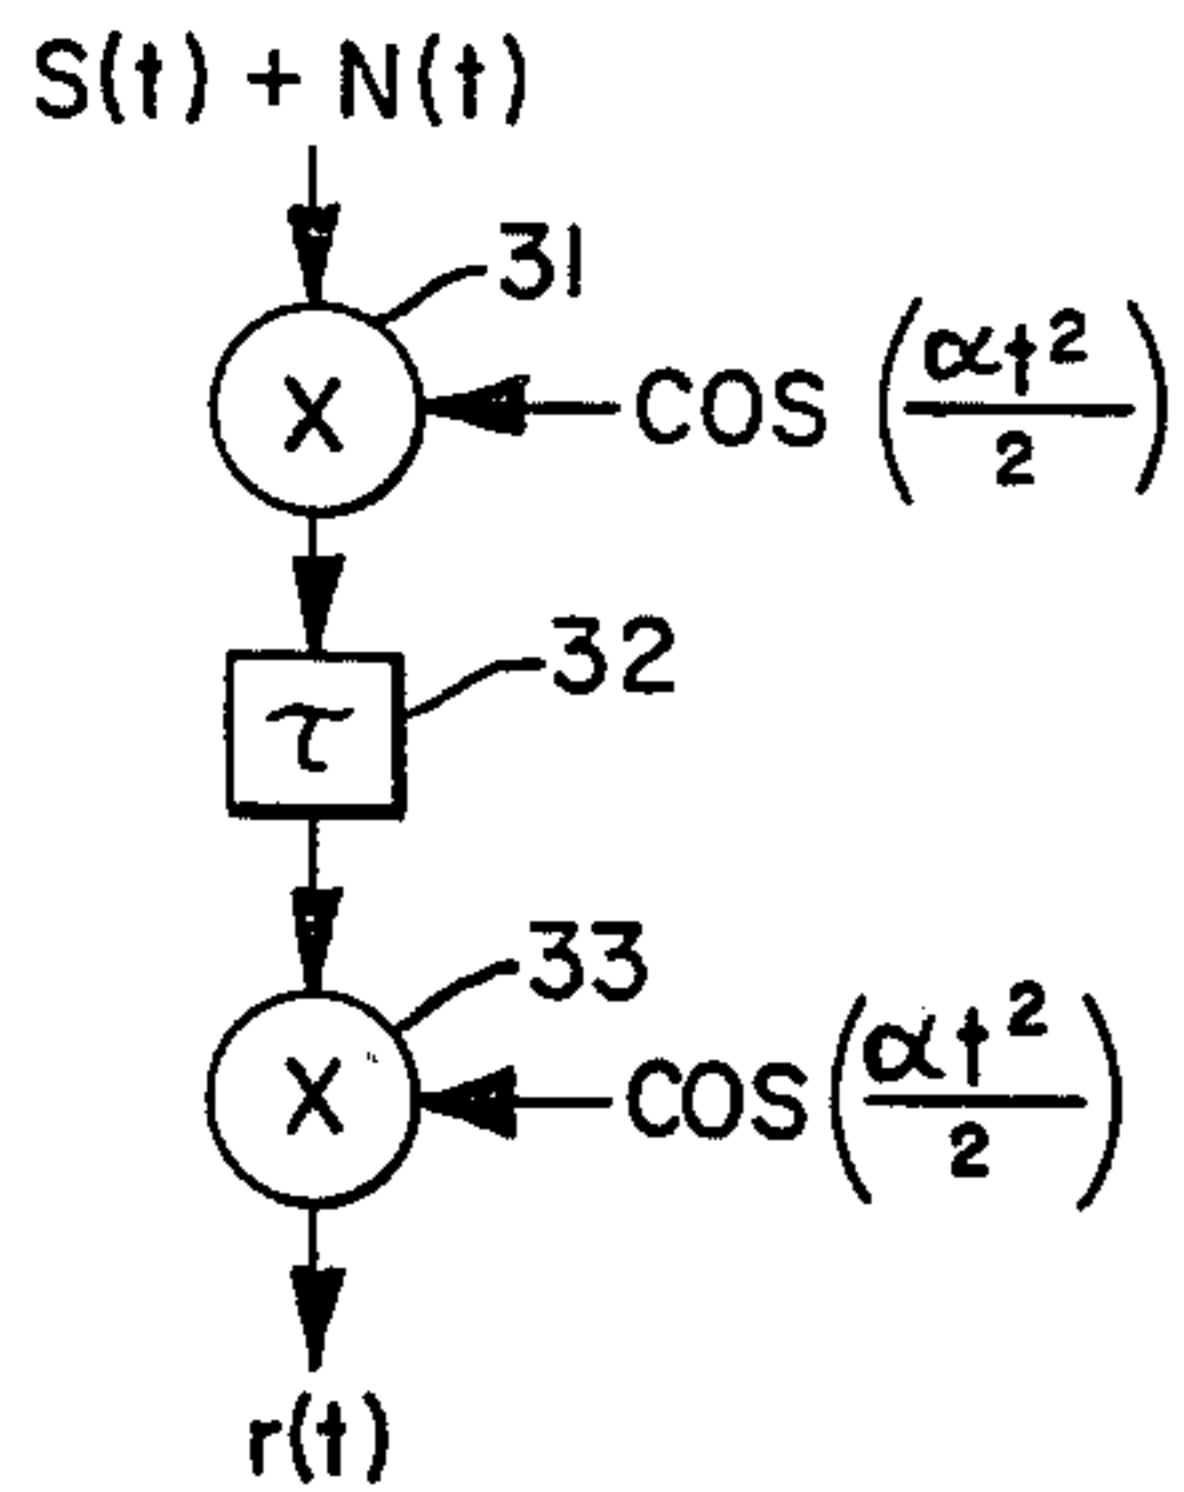 S(t) + N(t)
31
X
COS (αt²/2)
32
τ
33
X
COS (αt²/2)
r(t)